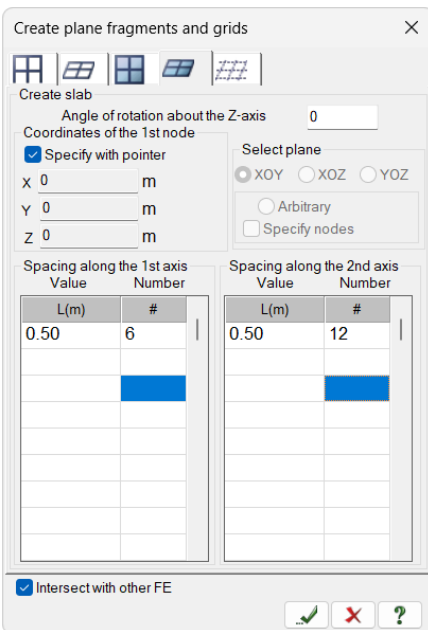 Create plane fragments and grids
Create slab
Angle of rotation about the Z-axis 0
Coordinates of the 1st node
Specify with pointer
X 0 m
Y 0 m
Z 0 m
Select plane
XOY XOZ YOZ
Arbitrary
Specify nodes
Spacing along the 1st axis
Value Number
L(m) #
0.50 6
Spacing along the 2nd axis
Value Number
L(m) #
0.50 12
Intersect with other FE
?